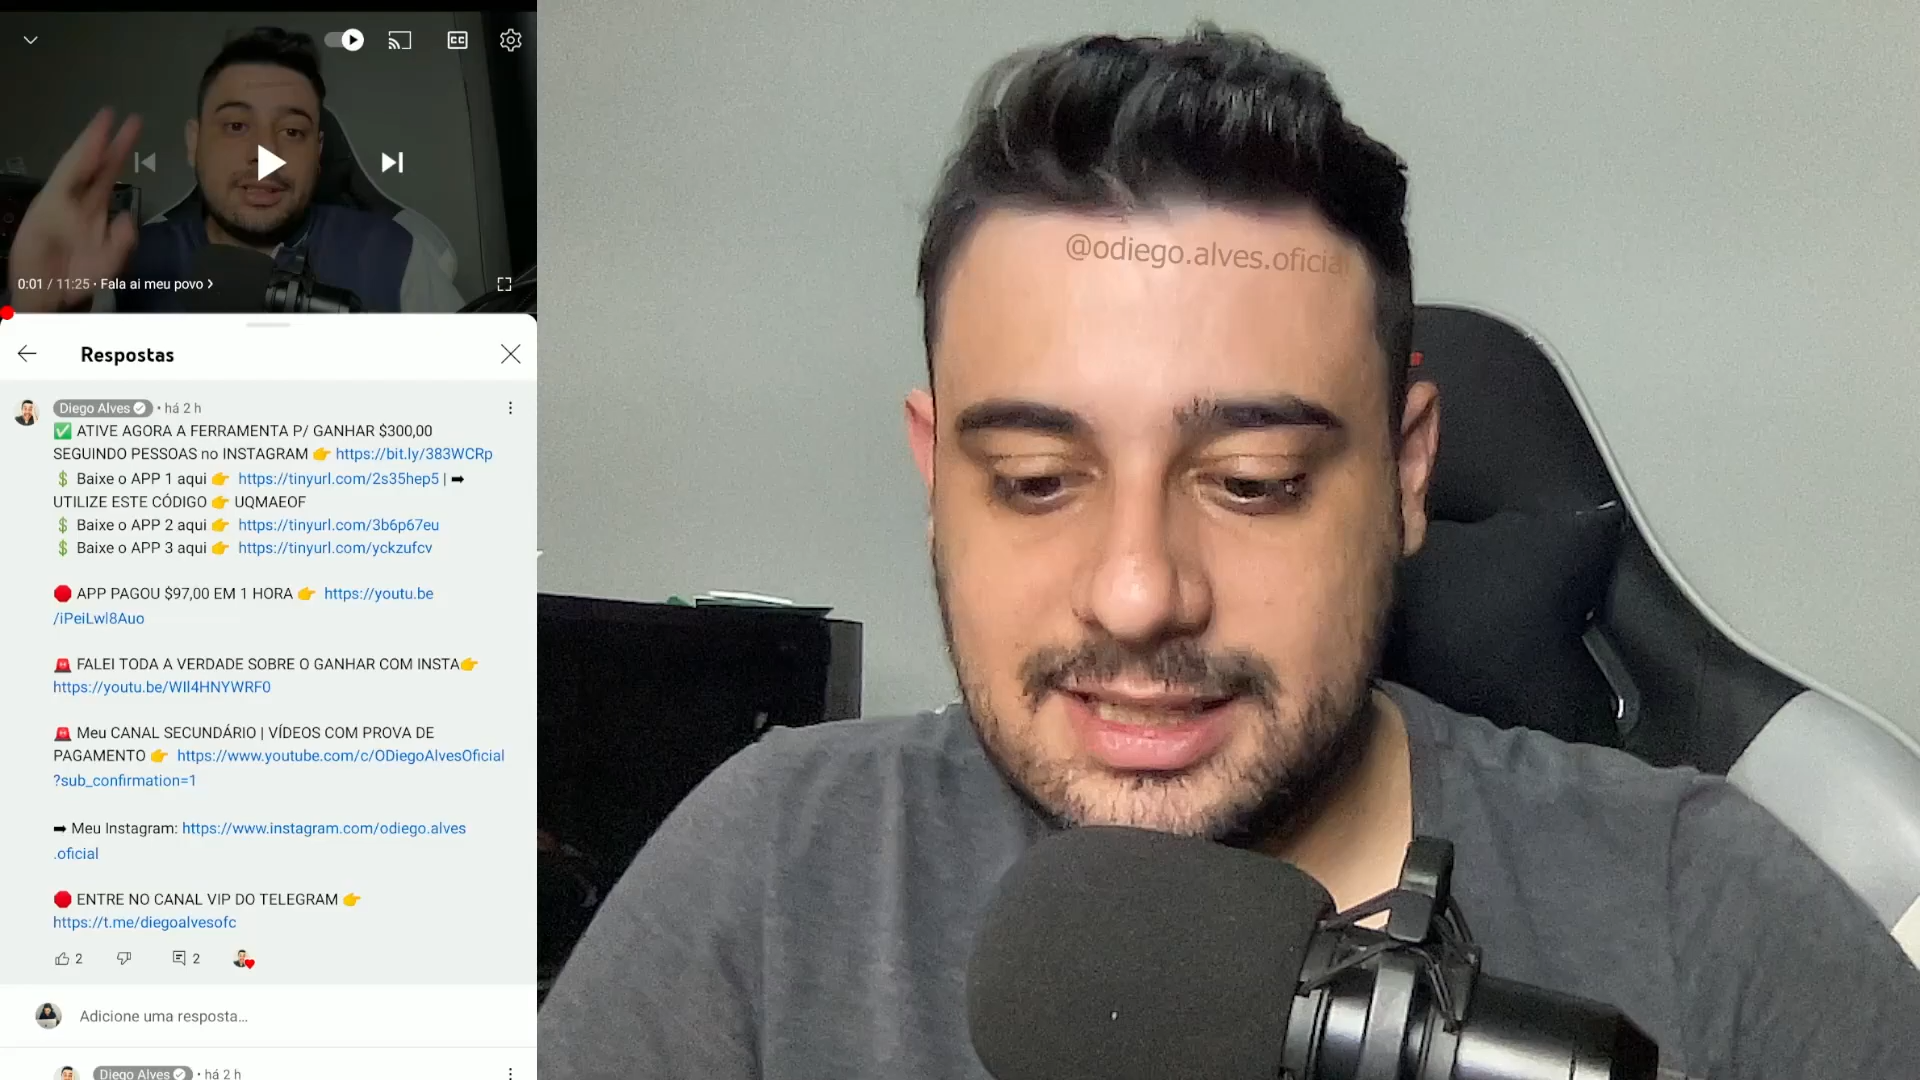 0:01 / 11:25 · Fala ai meu povo
Respostas
Diego Alves • há 2 h
✅ ATIVE AGORA A FERRAMENTA P/ GANHAR $300,00
SEGUINDO PESSOAS no INSTAGRAM 👉 https://bit.ly/383WCRp
💲 Baixe o APP 1 aqui 👉 https://tinyurl.com/2s35hep5 | ➡
UTILIZE ESTE CÓDIGO 👉 UQMAEOF
💲 Baixe o APP 2 aqui 👉 https://tinyurl.com/3b6p67eu
💲 Baixe o APP 3 aqui 👉 https://tinyurl.com/yckzufcv
🛑 APP PAGOU $97,00 EM 1 HORA 👉 https://youtu.be
/iPeiLwl8Auo
🚨 FALEI TODA A VERDADE SOBRE O GANHAR COM INSTA👉
https://youtu.be/WIl4HNYWRF0
🚨 Meu CANAL SECUNDÁRIO | VÍDEOS COM PROVA DE
PAGAMENTO 👉 https://www.youtube.com/c/ODiegoAlvesOficial
?sub_confirmation=1
➡ Meu Instagram: https://www.instagram.com/odiego.alves
.oficial
🛑 ENTRE NO CANAL VIP DO TELEGRAM 👉
https://t.me/diegoalvesofc
2 2
Adicione uma resposta...
Diego Alves • há 2 h
@odiego.alves.oficial